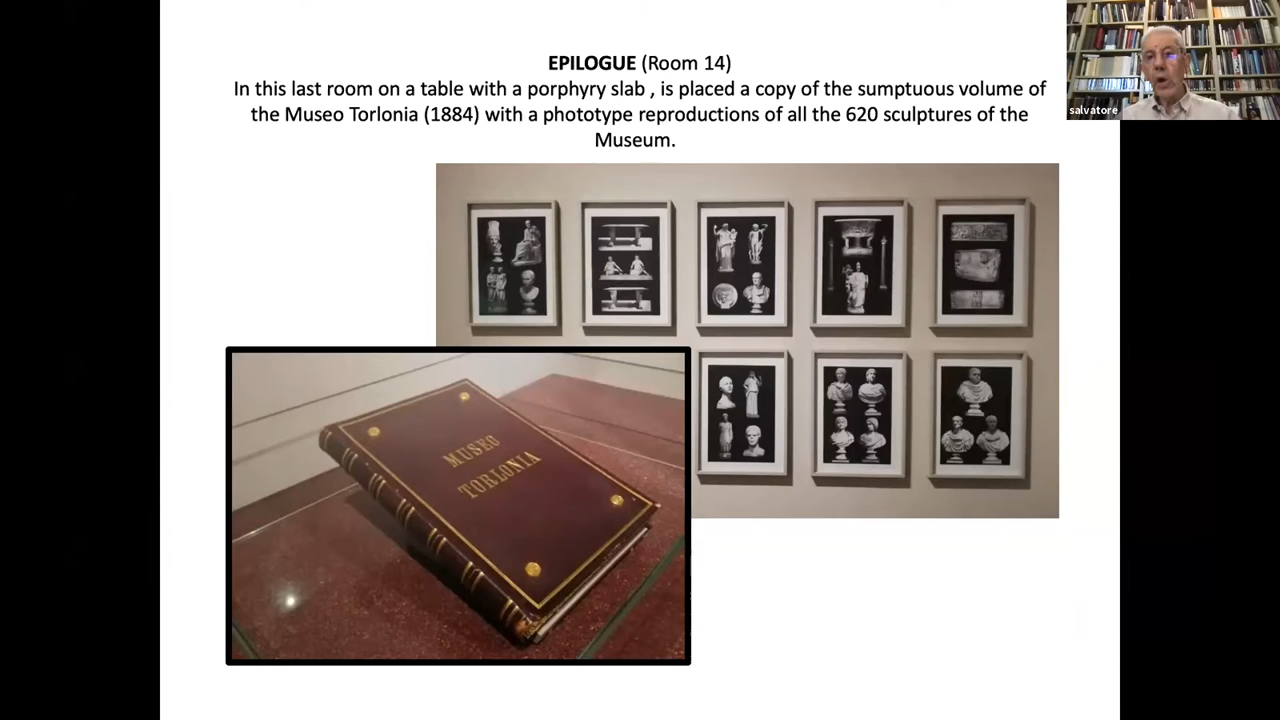 EPILOGUE (Room 14)
In this last room on a table with a porphyry slab , is placed a copy of the sumptuous volume of
the Museo Torlonia (1884) with a phototype reproductions of all the 620 sculptures of the
Museum.
salvatore
MUSEO
TORLONIA